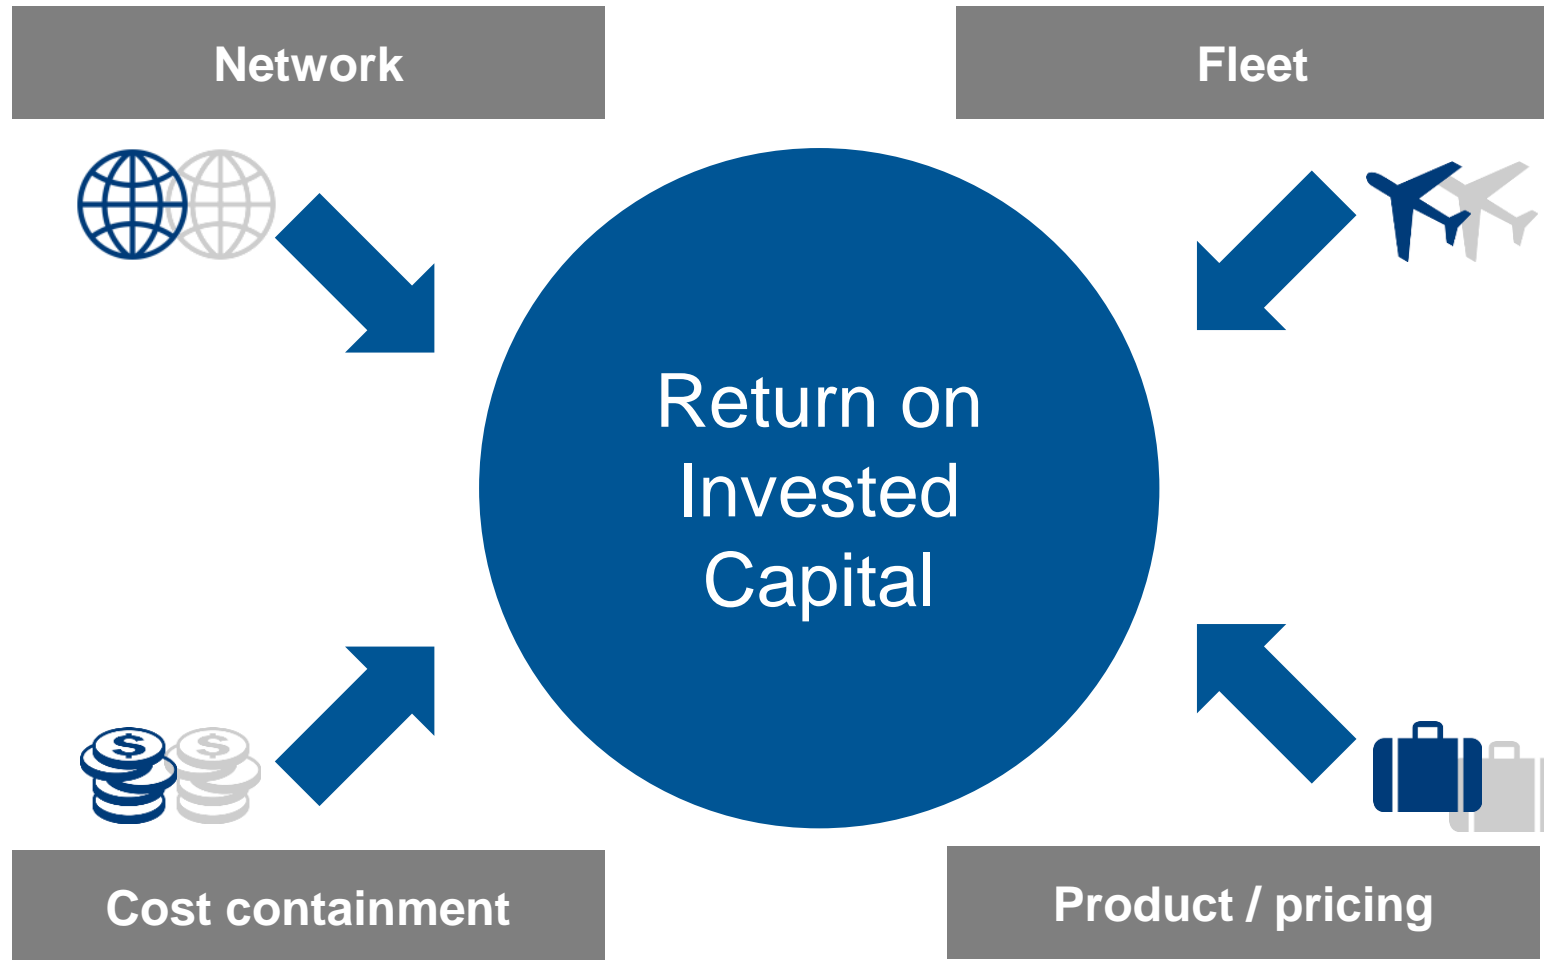 Network
Fleet
Return on
Invested
Capital
$ $
Cost containment
Product / pricing